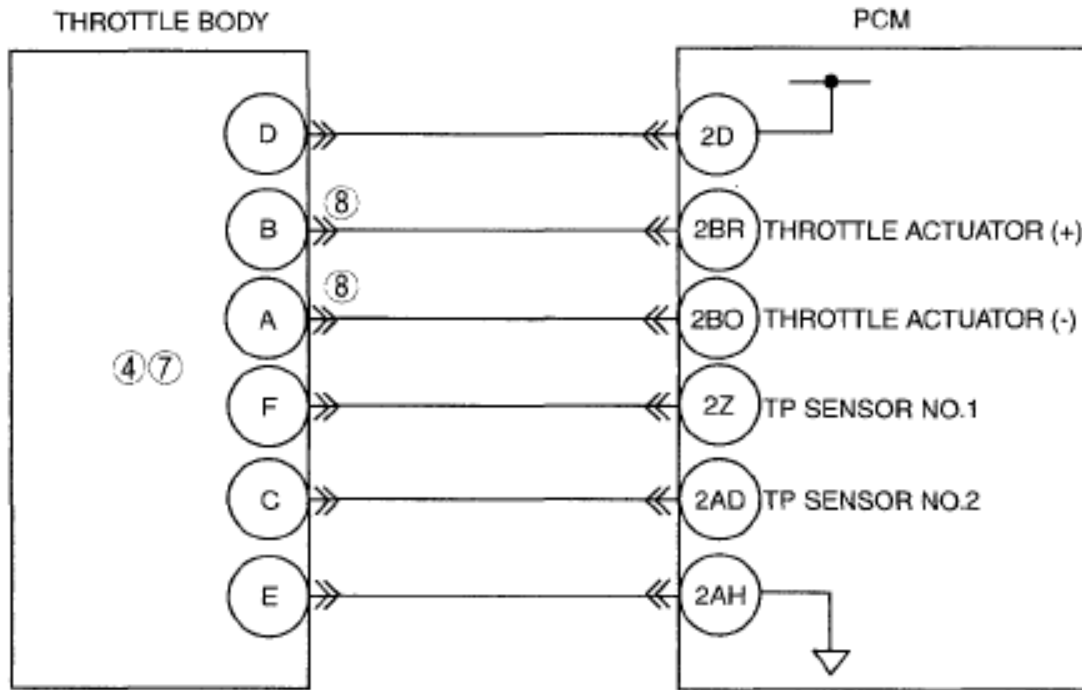 THROTTLE BODY
PCM
D
2D
⑧
B
2BR THROTTLE ACTUATOR (+)
⑧
A
2BO THROTTLE ACTUATOR (-)
④⑦
F
2Z TP SENSOR NO.1
C
2AD TP SENSOR NO.2
E
2AH